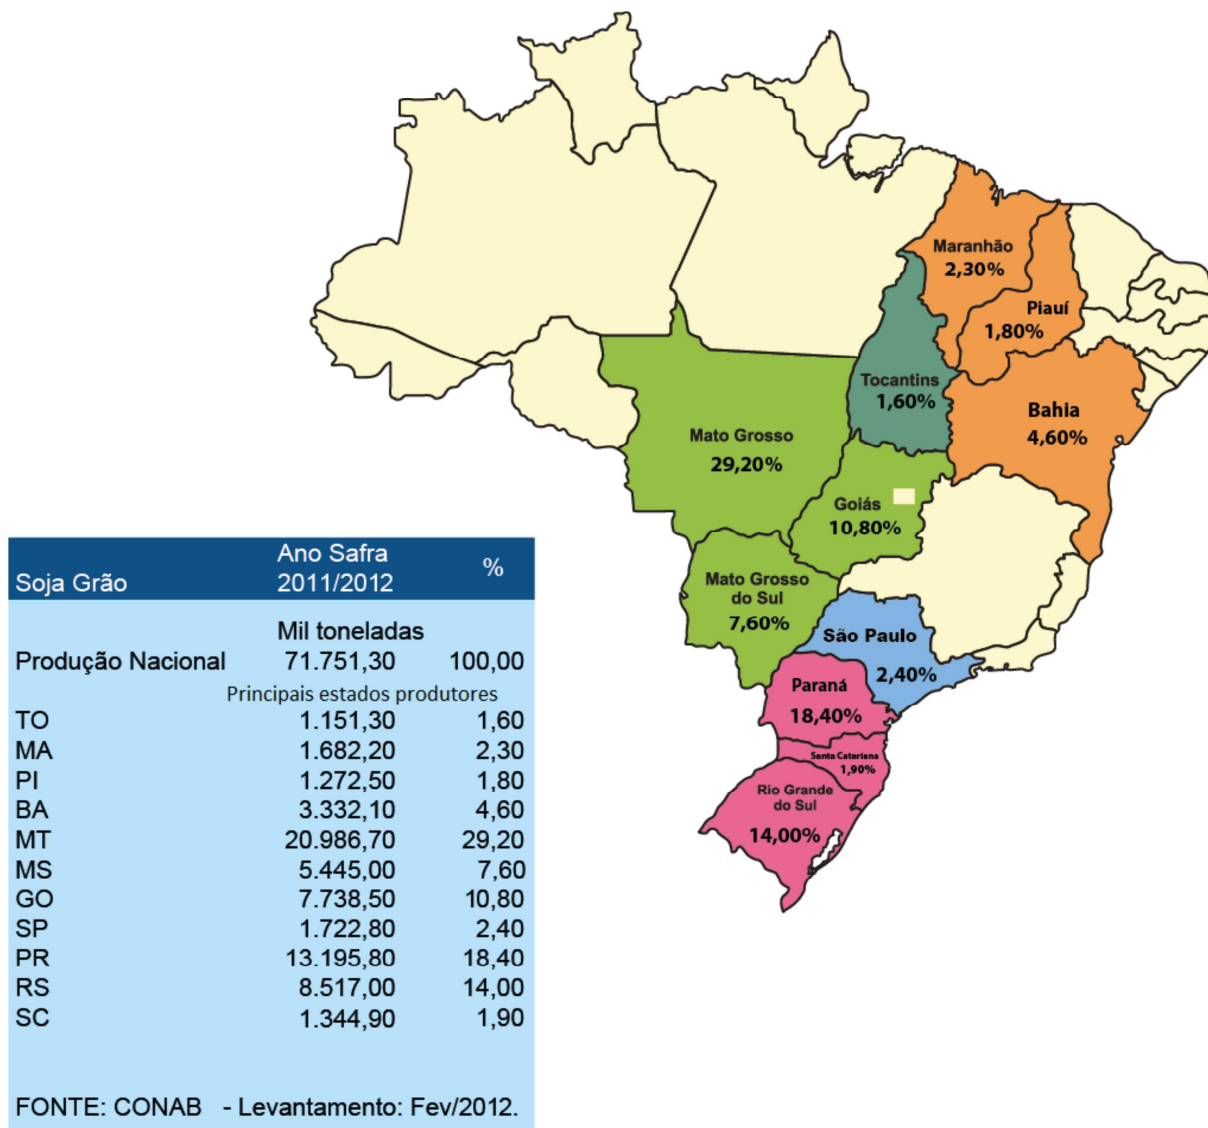 Maranhão
2,30%
Piauí
1,80%
Tocantins
1,60%
Bahia
4,60%
Mato Grosso
29,20%
Goiás
10,80%
Mato Grosso
do Sul
7,60%
São Paulo
2,40%
Paraná
18,40%
Santa Catariana
1,90%
Rio Grande
do Sul
14,00%
Soja Grão Ano Safra 2011/2012 %
Mil toneladas
Produção Nacional 71.751,30 100,00
Principais estados produtores
TO 1.151,30 1,60
MA 1.682,20 2,30
PI 1.272,50 1,80
BA 3.332,10 4,60
MT 20.986,70 29,20
MS 5.445,00 7,60
GO 7.738,50 10,80
SP 1.722,80 2,40
PR 13.195,80 18,40
RS 8.517,00 14,00
SC 1.344,90 1,90
FONTE: CONAB - Levantamento: Fev/2012.